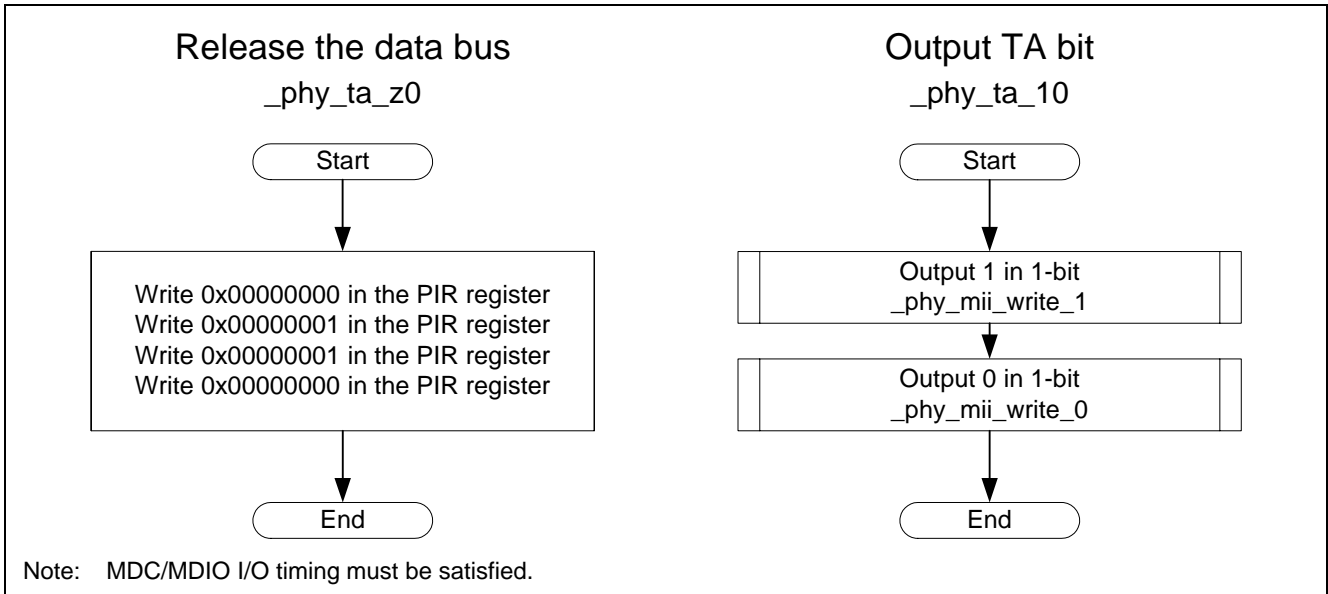 Release the data bus
_phy_ta_z0
Start
Write 0x00000000 in the PIR register
Write 0x00000001 in the PIR register
Write 0x00000001 in the PIR register
Write 0x00000000 in the PIR register
End
Output TA bit
_phy_ta_10
Start
Output 1 in 1-bit
_phy_mii_write_1
Output 0 in 1-bit
_phy_mii_write_0
End
Note: MDC/MDIO I/O timing must be satisfied.